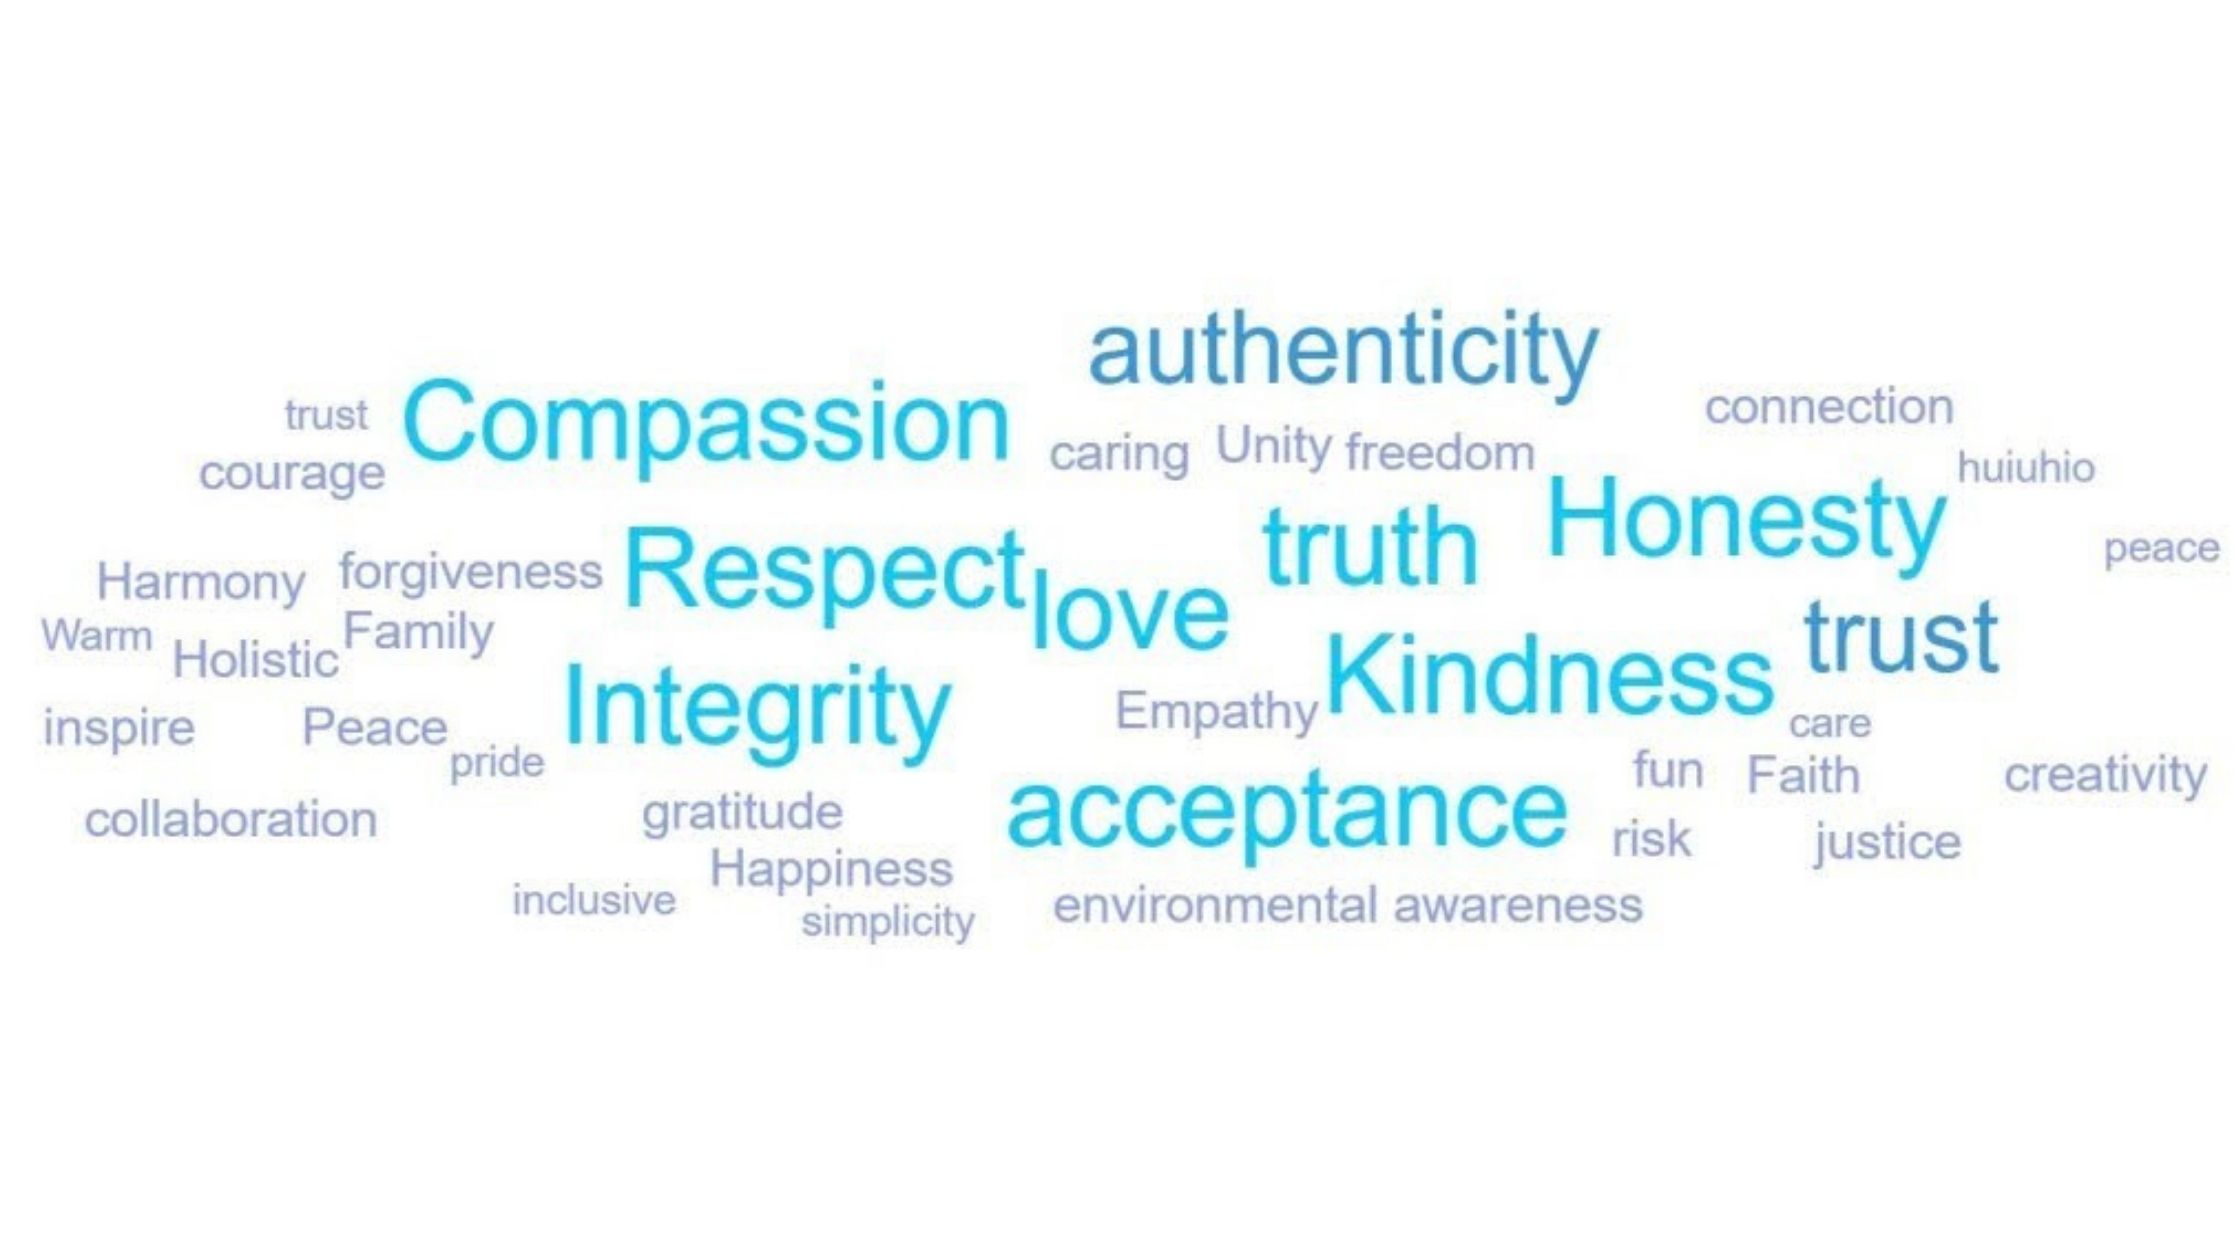 authenticity
trust Compassion connection
courage caring Unity freedom huiuhio
Respect truth Honesty peace
Harmony forgiveness love
Warm Holistic Family Kindness trust
inspire Peace Integrity Empathy care
pride fun Faith creativity
collaboration gratitude acceptance risk justice
Happiness
inclusive simplicity environmental awareness